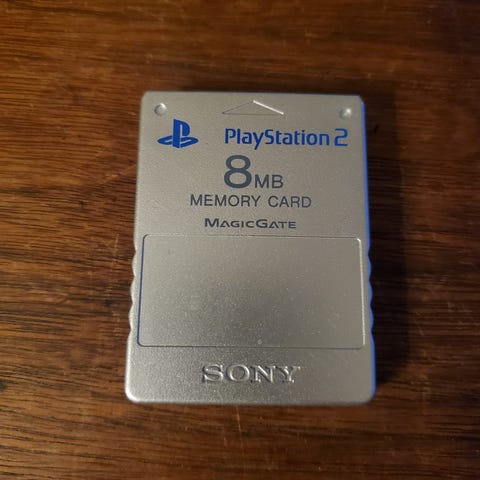 PlayStation 2
8MB
MEMORY CARD
MAGICGATE
SONY